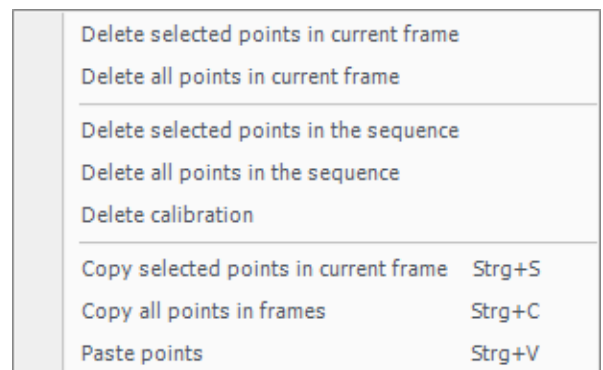 Delete selected points in current frame
Delete all points in current frame
Delete selected points in the sequence
Delete all points in the sequence
Delete calibration
Copy selected points in current frame Strg+S
Copy all points in frames Strg+C
Paste points Strg+V